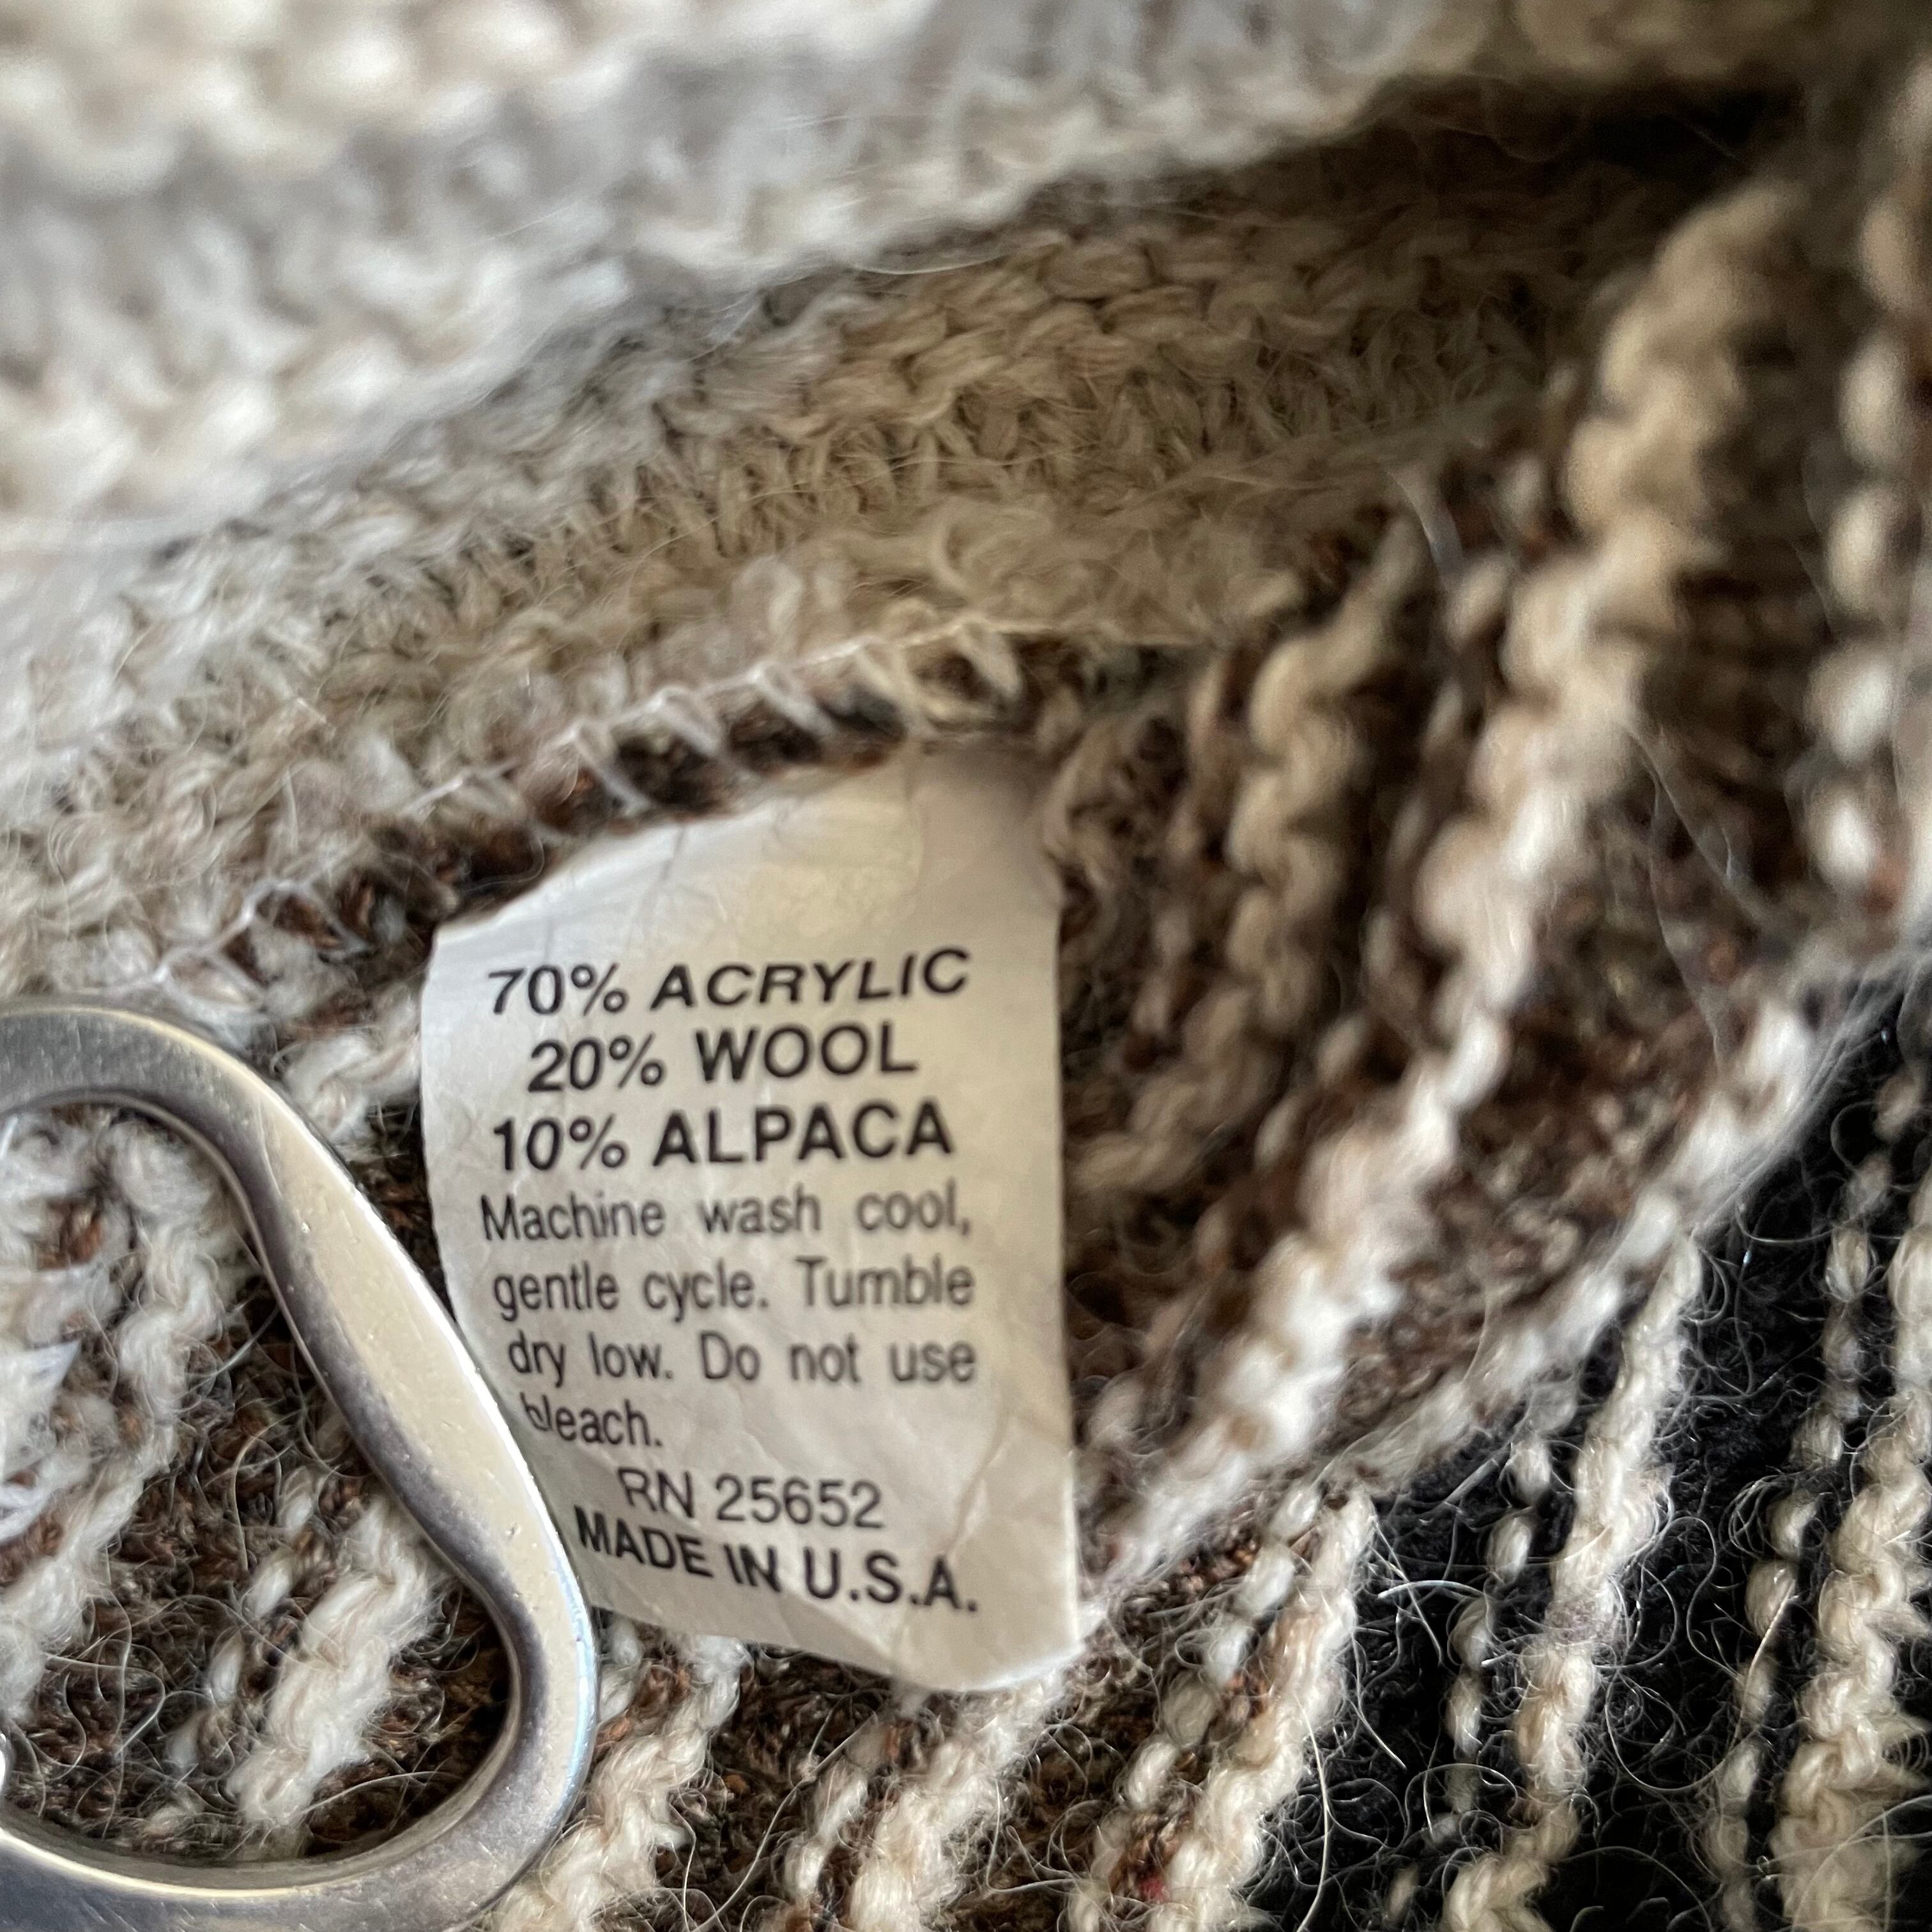 70% ACRYLIC
20% WOOL
10% ALPACA
Machine wash cool,
gentle cycle. Tumble
dry low. Do not use
bleach.
RN 25652
MADE IN U.S.A.